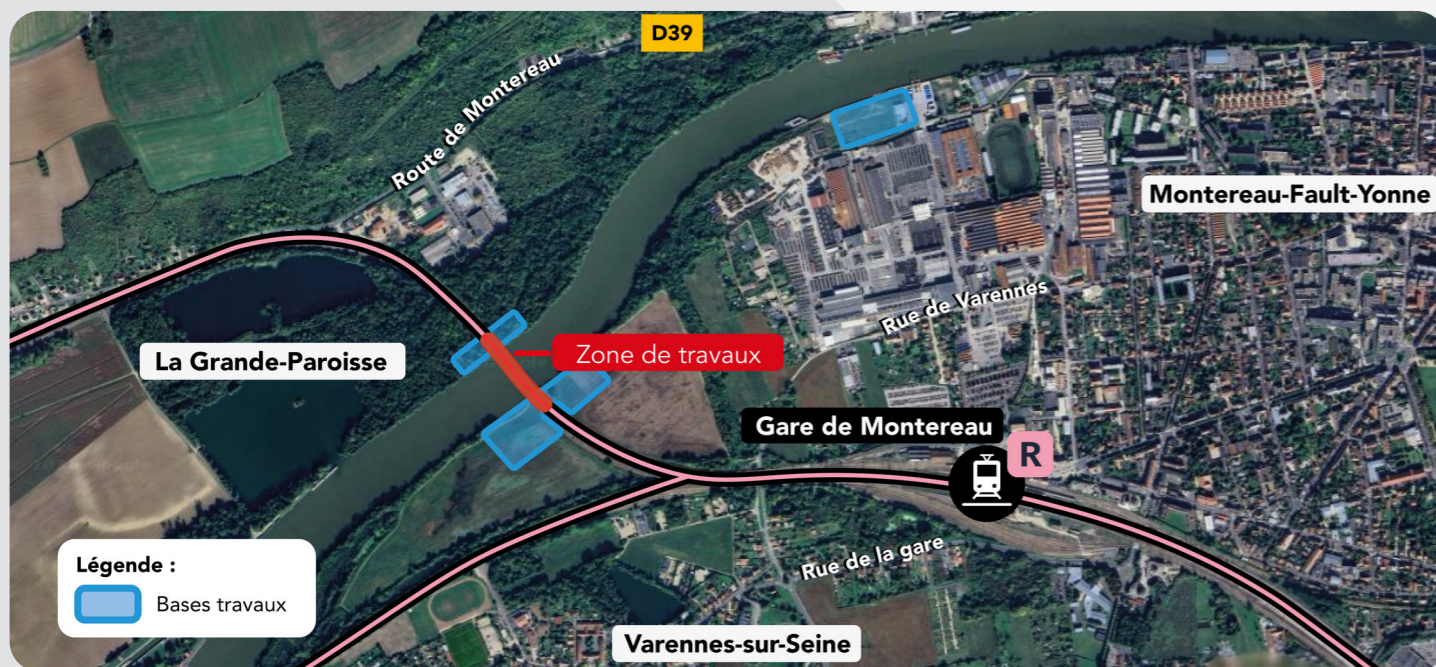 D39
Route de Montereau
Montereau-Fault-Yonne
Rue de Varennes
La Grande-Paroisse
Zone de travaux
Gare de Montereau
R
Rue de la gare
Légende :
Bases travaux
Varennes-sur-Seine